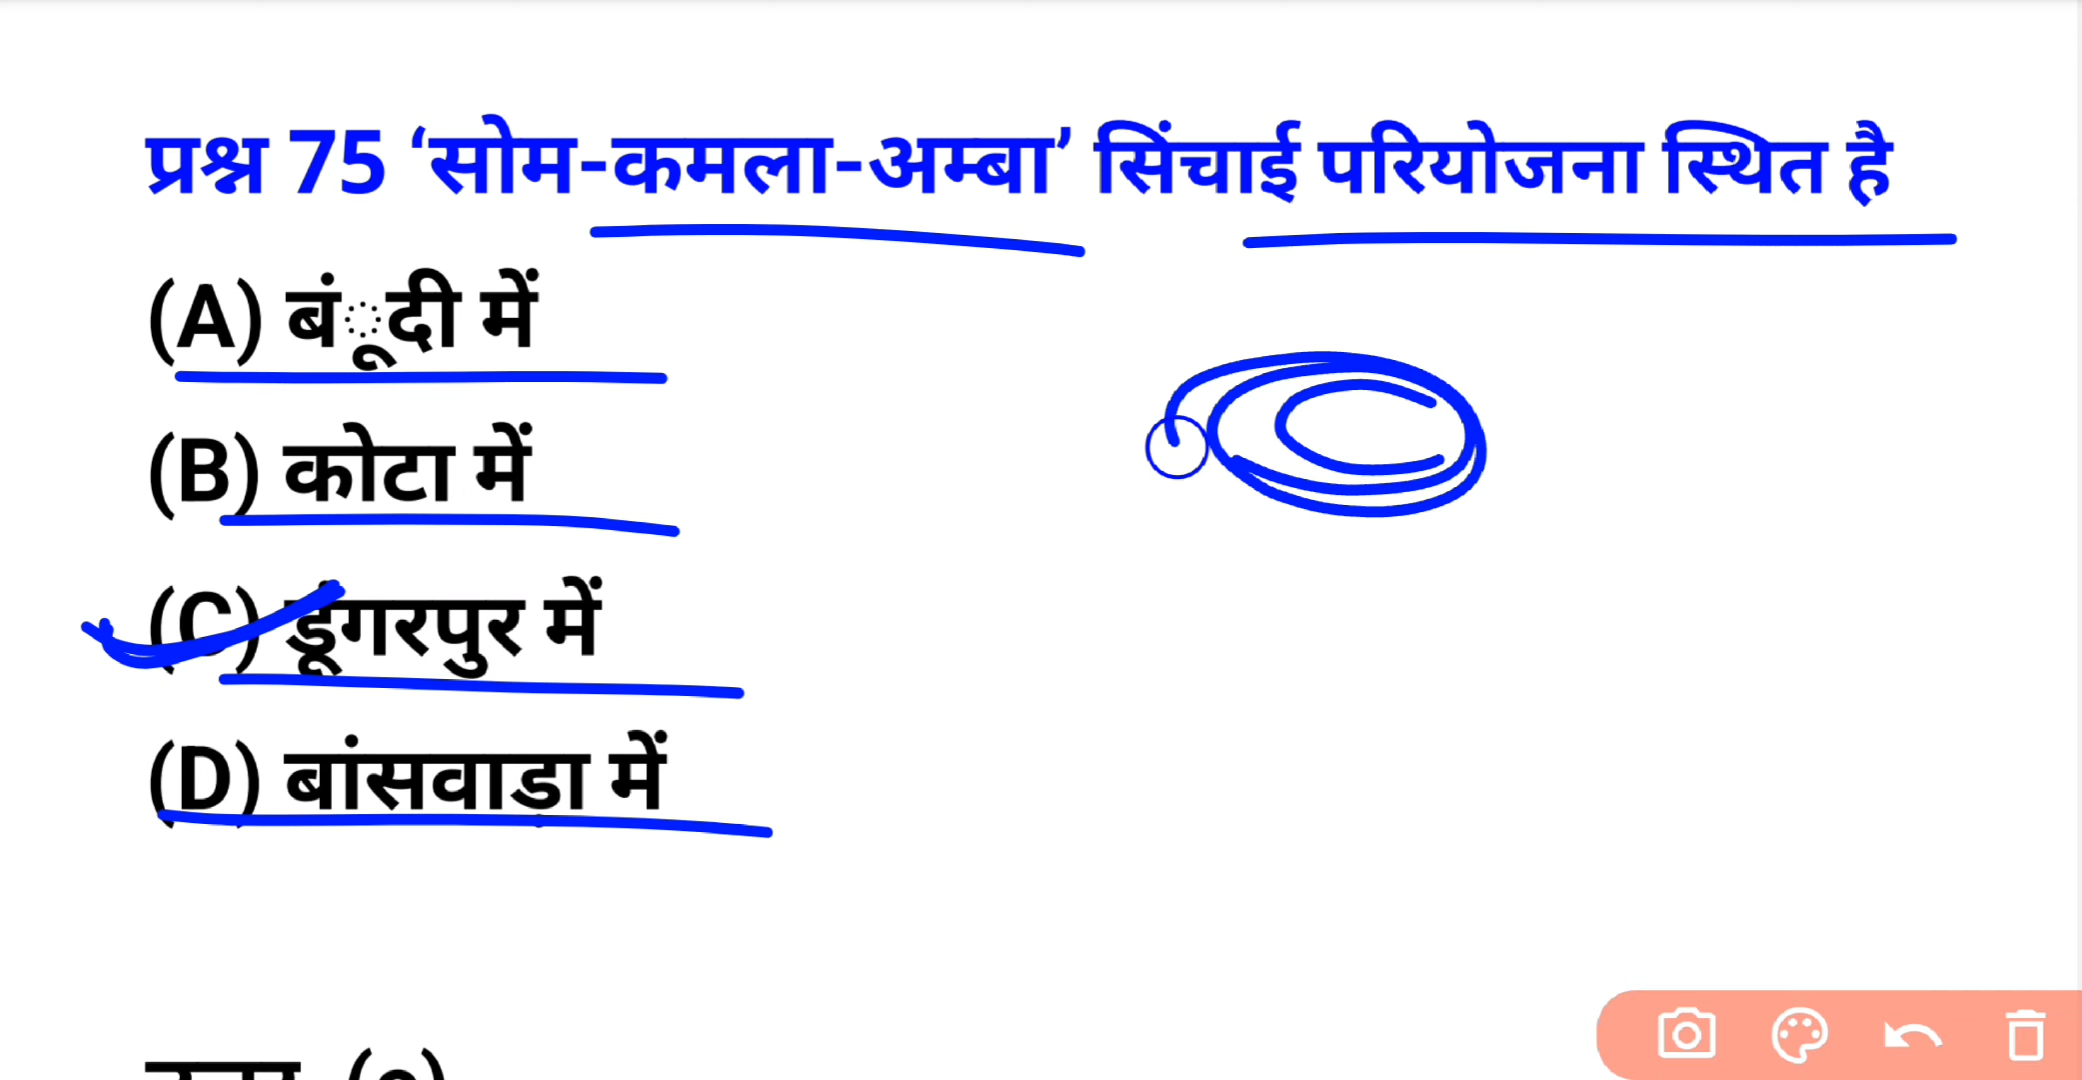 प्रश्न 75 ‘सोम-कमला-अम्बा’ सिंचाई परियोजना स्थित है
(A) बंूदी में
(B) कोटा में
(C) डूंगरपुर में
(D) बांसवाड़ा में